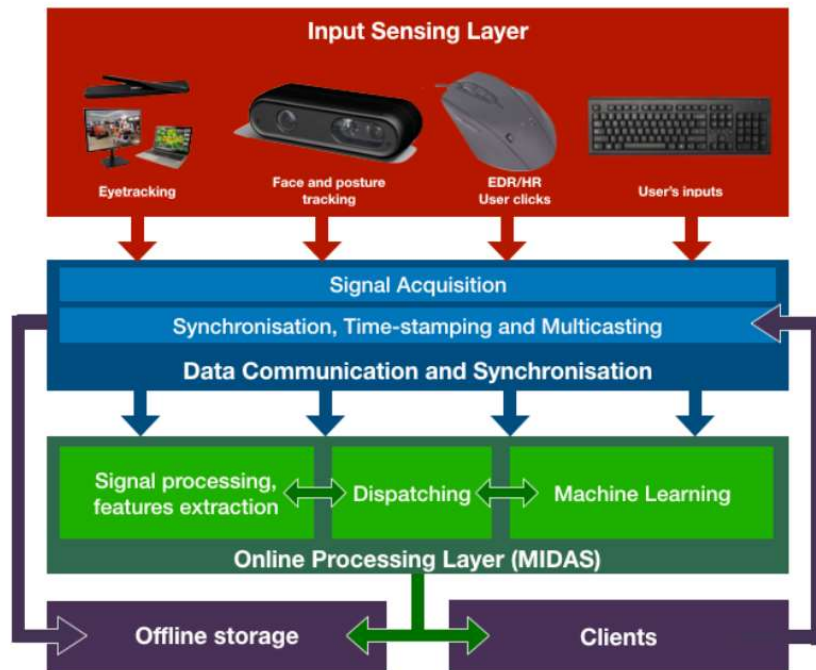 Input Sensing Layer
Eyetracking
Face and posture
tracking
EDR/HR
User clicks
User's inputs
Signal Acquisition
Synchronisation, Time-stamping and Multicasting
Data Communication and Synchronisation
Signal processing,
features extraction
Dispatching
Machine Learning
Online Processing Layer (MIDAS)
Offline storage
Clients